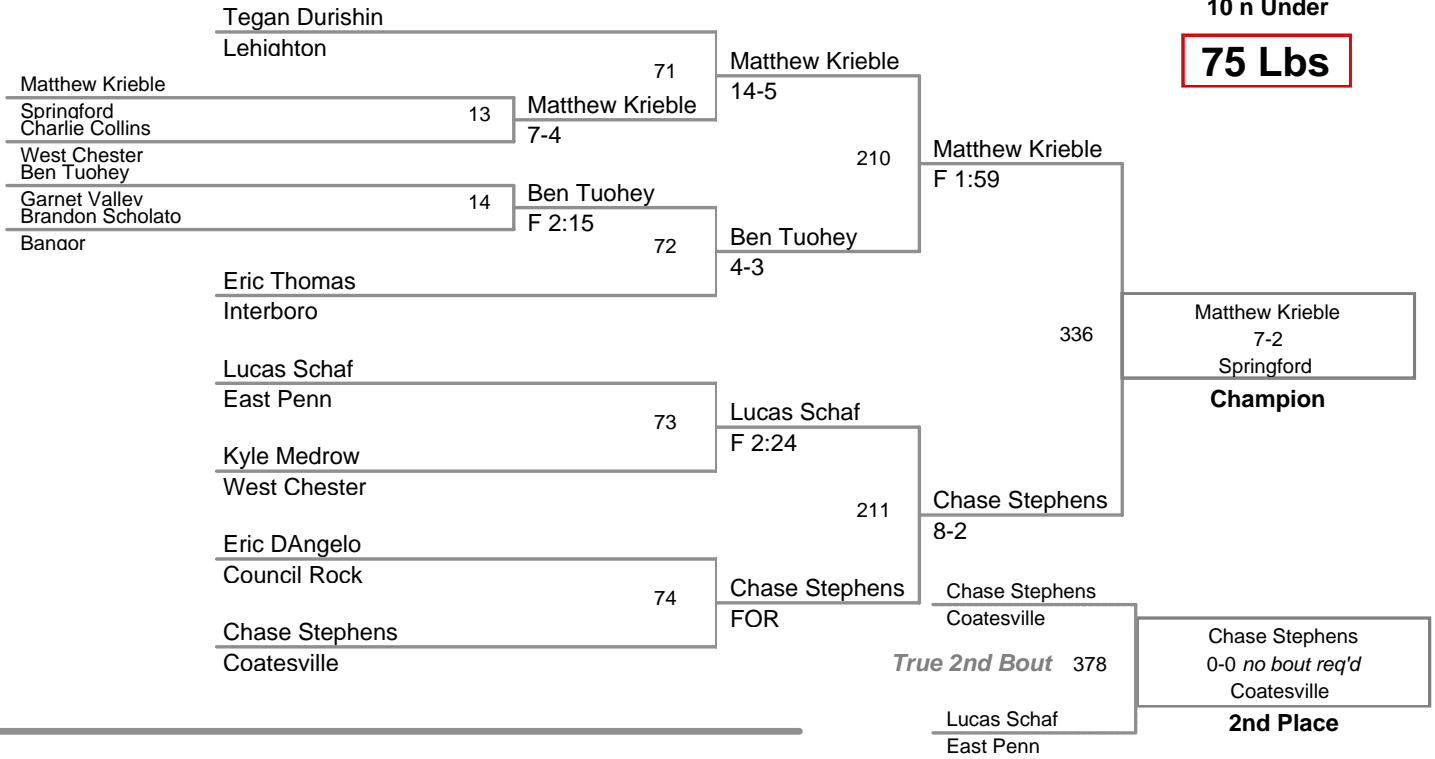 10 n Under
75 Lbs
Tegan Durishin
Lehighton
71
Matthew Krieble
14-5
Matthew Krieble
Springford
Charlie Collins
13
Matthew Krieble
7-4
West Chester
Ben Tuohey
210
Matthew Krieble
F 1:59
Garnet Valley
Brandon Scholato
14
Ben Tuohey
F 2:15
Bangor
72
Ben Tuohey
4-3
Eric Thomas
Interboro
336
Matthew Krieble
7-2
Springford
Champion
Lucas Schaf
East Penn
73
Lucas Schaf
F 2:24
Kyle Medrow
West Chester
211
Chase Stephens
8-2
Eric DAngelo
Council Rock
74
Chase Stephens
FOR
Chase Stephens
Coatesville
Chase Stephens
Coatesville
True 2nd Bout 378
Chase Stephens
0-0 no bout req'd
Coatesville
2nd Place
Lucas Schaf
East Penn